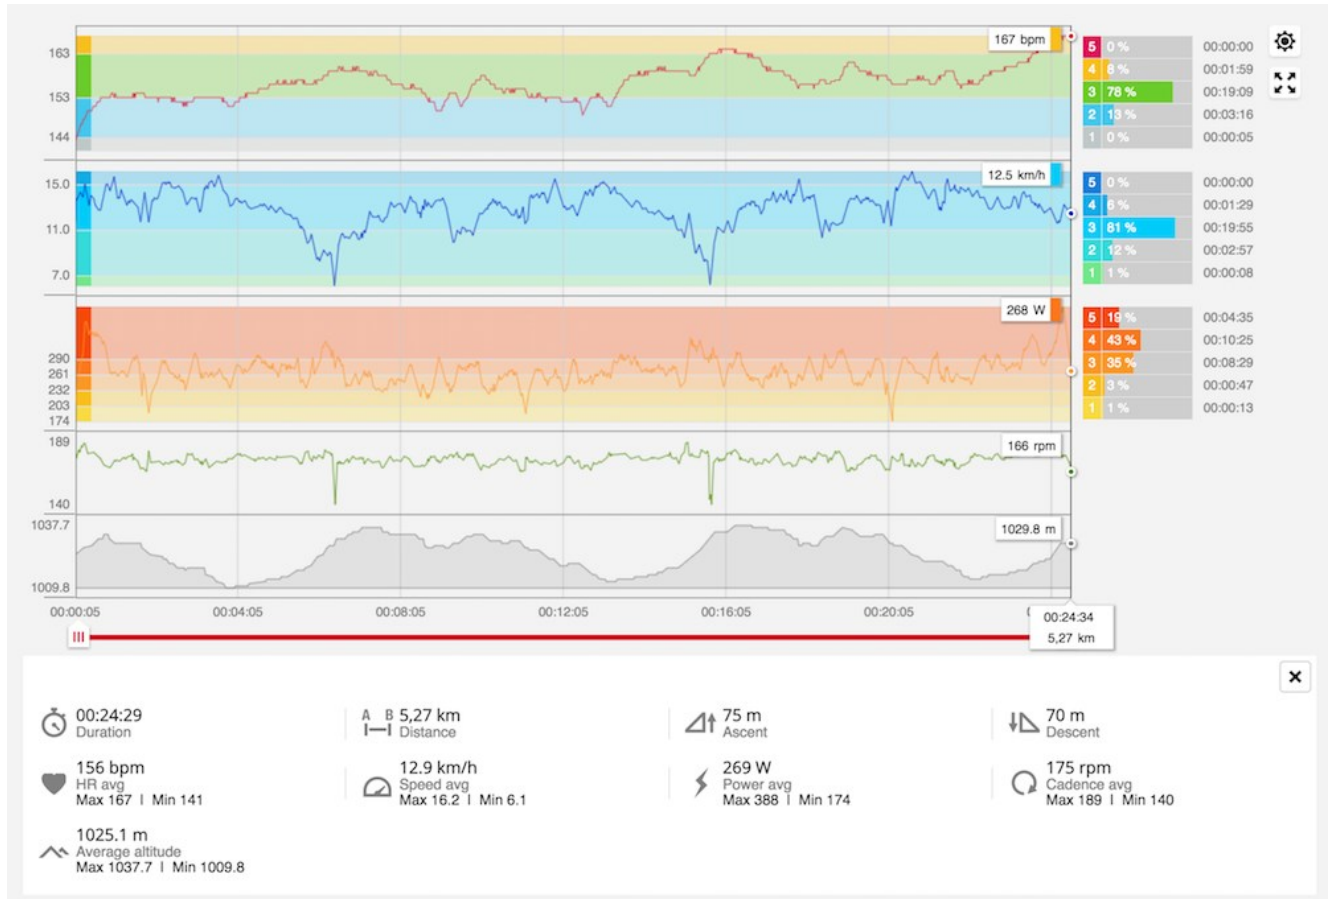 167 bpm
163
153
144
5 0 % 00:00:00
4 8 % 00:01:59
3 78 % 00:19:09
2 13 % 00:03:16
1 0 % 00:00:05
12.5 km/h
15.0
11.0
7.0
5 0 % 00:00:00
4 6 % 00:01:29
3 81 % 00:19:55
2 12 % 00:02:57
1 1 % 00:00:08
268 W
290
261
232
203
174
5 19 % 00:04:35
4 43 % 00:10:25
3 35 % 00:08:29
2 3 % 00:00:47
1 1 % 00:00:13
189
166 rpm
140
1037.7
1029.8 m
1009.8
00:00:05 00:04:05 00:08:05 00:12:05 00:16:05 00:20:05
00:24:34
5,27 km
00:24:29
Duration
A B 5,27 km
Distance
75 m
Ascent
70 m
Descent
156 bpm
HR avg
Max 167 | Min 141
12.9 km/h
Speed avg
Max 16.2 | Min 6.1
269 W
Power avg
Max 388 | Min 174
175 rpm
Cadence avg
Max 189 | Min 140
1025.1 m
Average altitude
Max 1037.7 | Min 1009.8